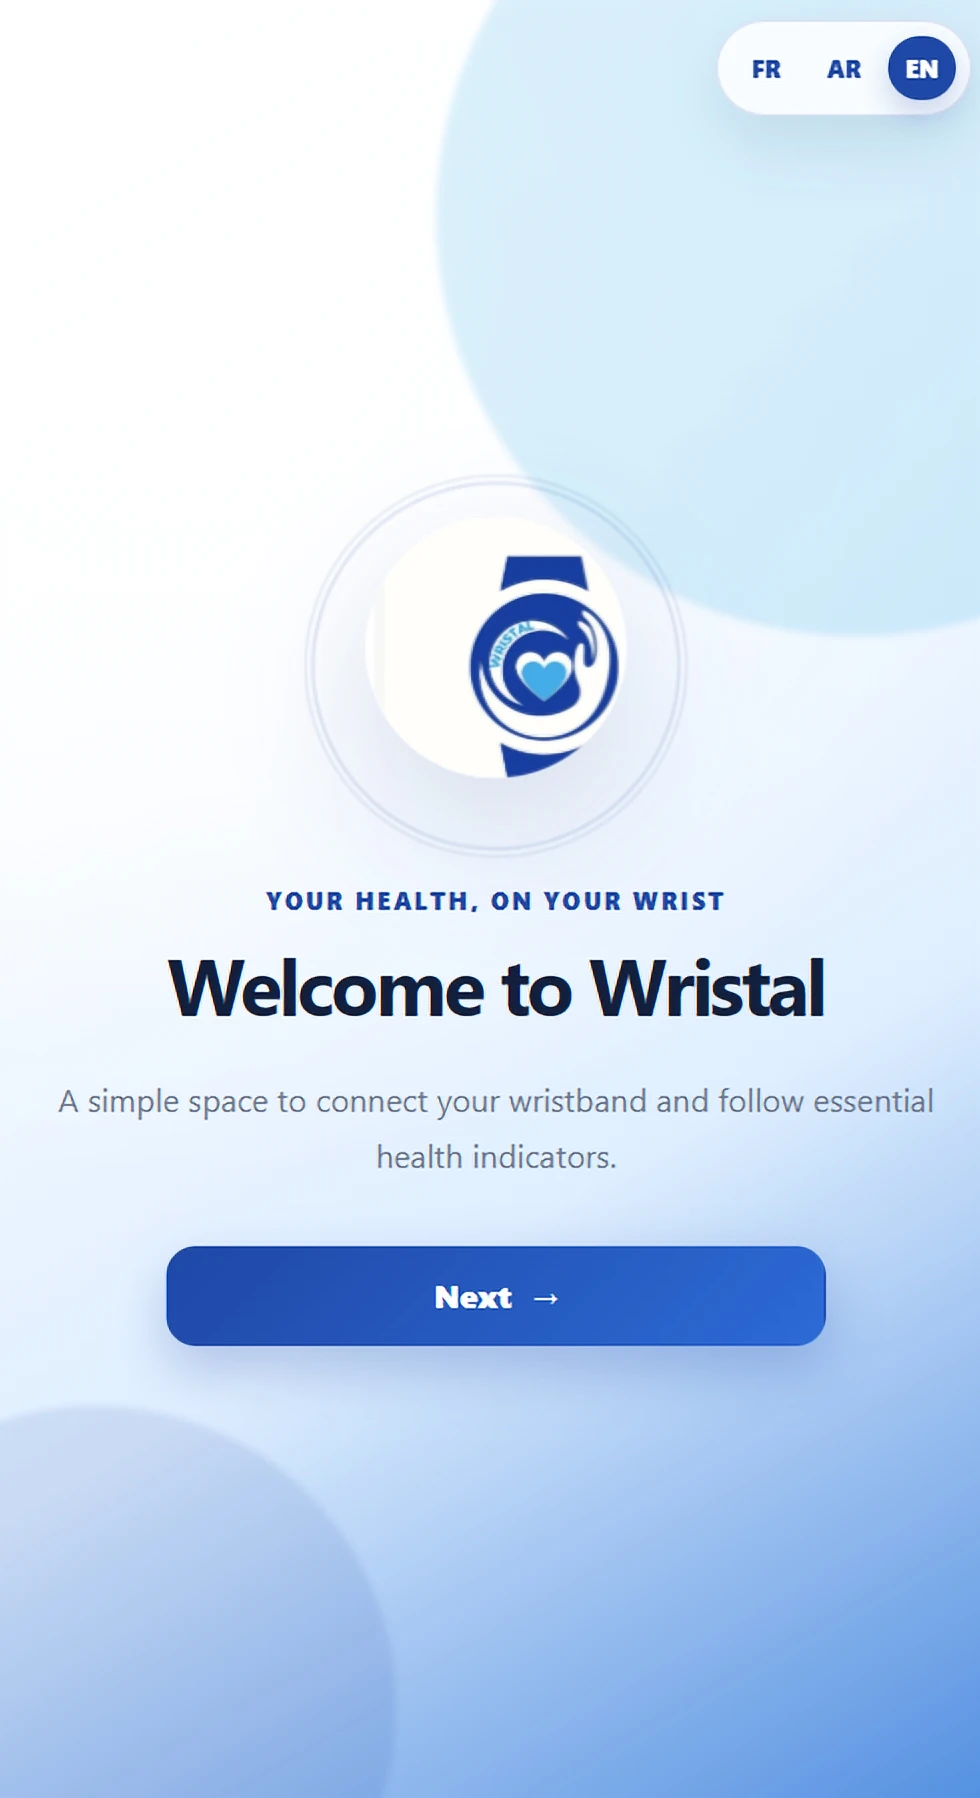 FR AR EN
WRISTAL
YOUR HEALTH, ON YOUR WRIST
Welcome to Wristal
A simple space to connect your wristband and follow essential
health indicators.
Next →